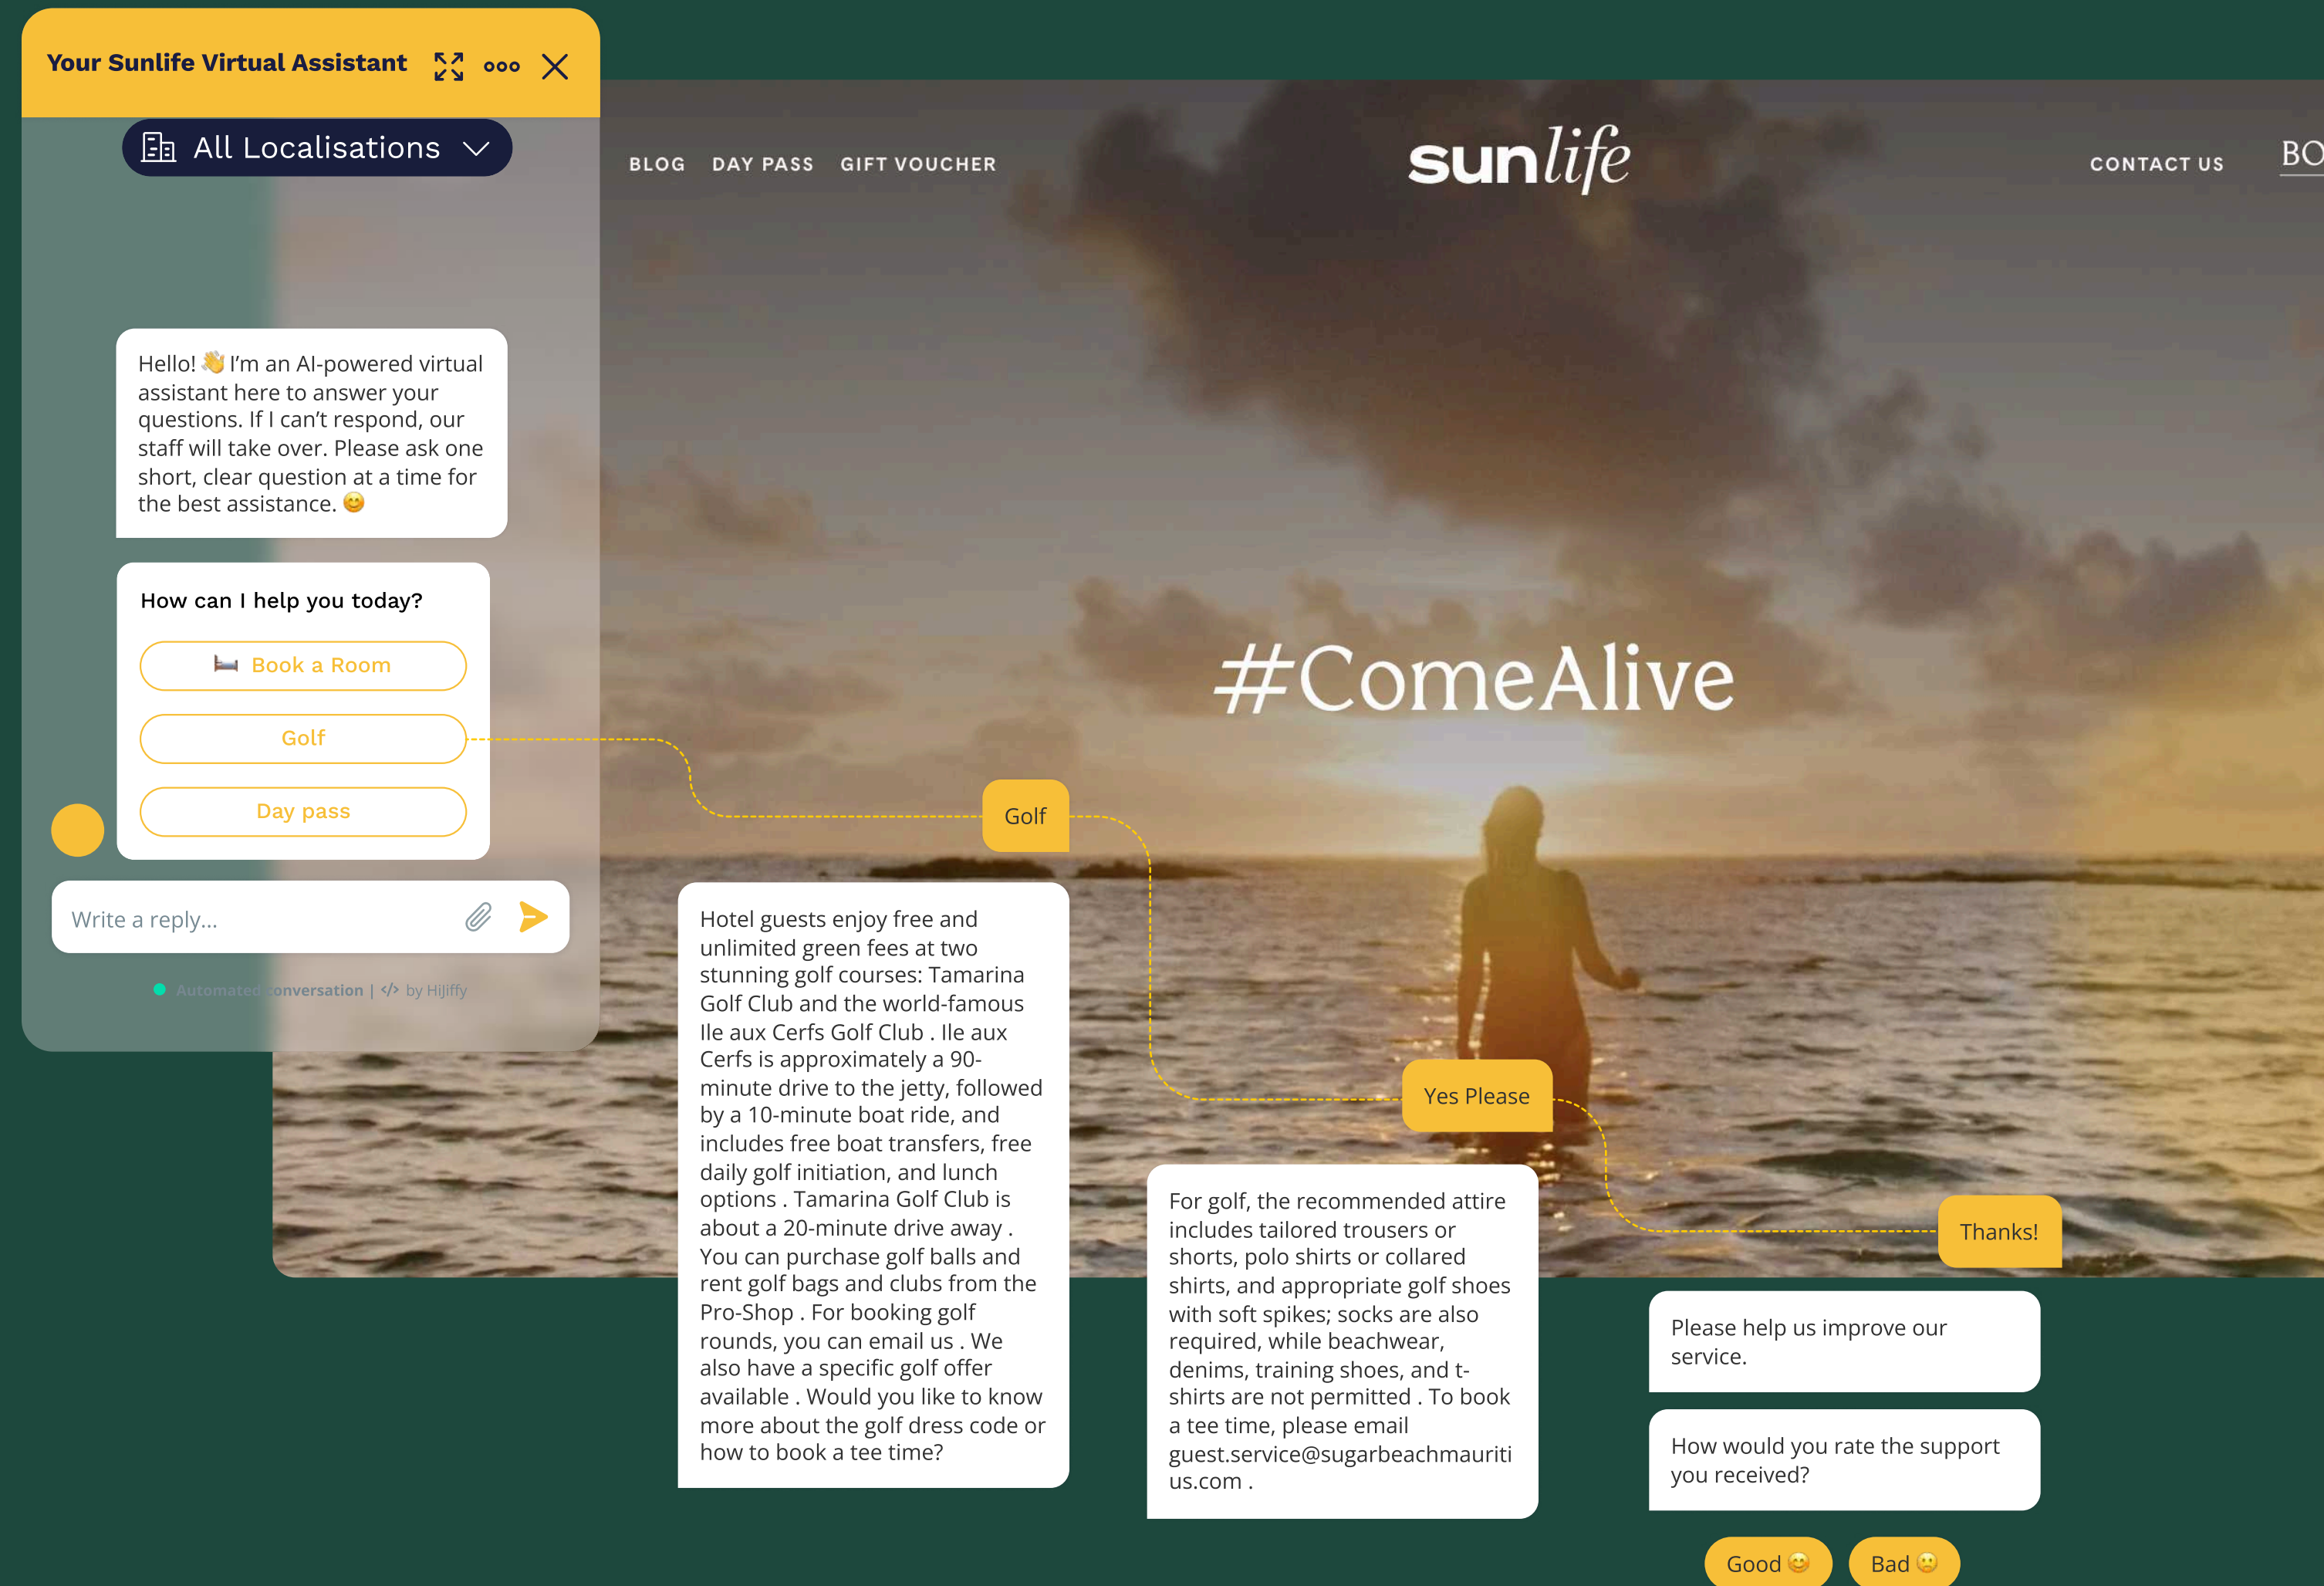 Your Sunlife Virtual Assistant
All Localisations
BLOG DAY PASS GIFT VOUCHER
sunlife
CONTACT US
BO
Hello! 👋 I’m an AI-powered virtual
assistant here to answer your
questions. If I can’t respond, our
staff will take over. Please ask one
short, clear question at a time for
the best assistance. 😊
How can I help you today?
🛏️ Book a Room
Golf
Day pass
Write a reply...
Automated conversation | </> by HiJiffy
#ComeAlive
Golf
Hotel guests enjoy free and
unlimited green fees at two
stunning golf courses: Tamarina
Golf Club and the world-famous
Ile aux Cerfs Golf Club . Ile aux
Cerfs is approximately a 90-
minute drive to the jetty, followed
by a 10-minute boat ride, and
includes free boat transfers, free
daily golf initiation, and lunch
options . Tamarina Golf Club is
about a 20-minute drive away .
You can purchase golf balls and
rent golf bags and clubs from the
Pro-Shop . For booking golf
rounds, you can email us . We
also have a specific golf offer
available . Would you like to know
more about the golf dress code or
how to book a tee time?
Yes Please
For golf, the recommended attire
includes tailored trousers or
shorts, polo shirts or collared
shirts, and appropriate golf shoes
with soft spikes; socks are also
required, while beachwear,
denims, training shoes, and t-
shirts are not permitted . To book
a tee time, please email
guest.service@sugarbeachmauriti
us.com .
Thanks!
Please help us improve our
service.
How would you rate the support
you received?
Good 😊
Bad 🙁